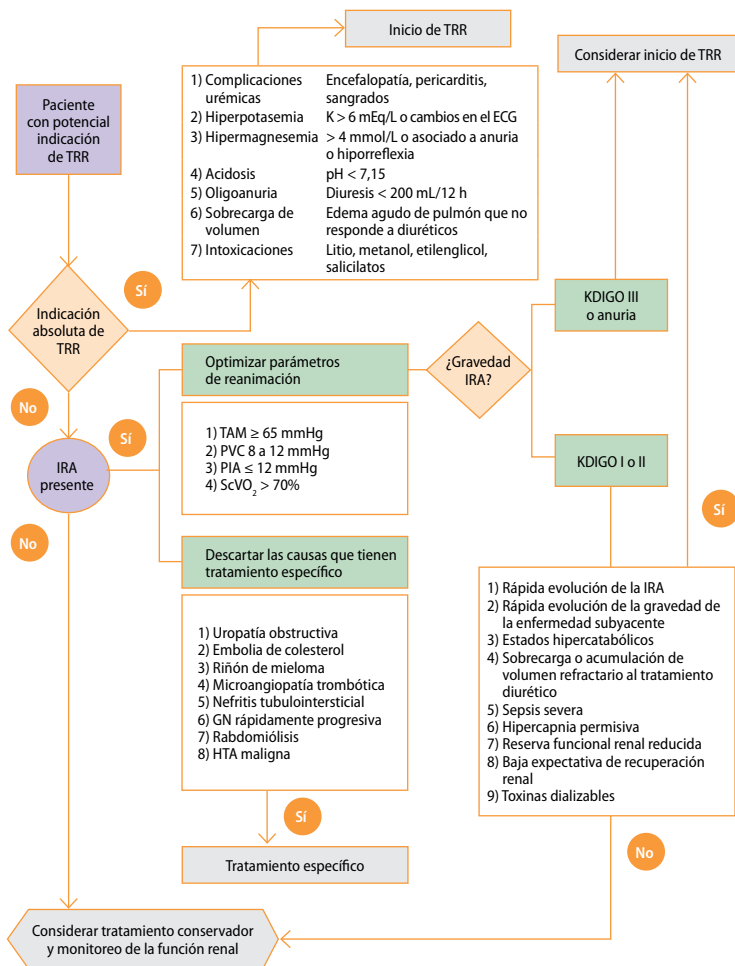 Inicio de TRR
Considerar inicio de TRR
Paciente
con potencial
indicación
de TRR
1) Complicaciones urémicas Encefalopatía, pericarditis, sangrados
2) Hiperpotasemia K > 6 mEq/L o cambios en el ECG
3) Hipermagnesemia > 4 mmol/L o asociado a anuria
o hiporreflexia
4) Acidosis pH < 7,15
5) Oligoanuria Diuresis < 200 mL/12 h
6) Sobrecarga de volumen Edema agudo de pulmón que no
responde a diuréticos
7) Intoxicaciones Litio, metanol, etilenglicol,
salicilatos
Sí
Indicación
absoluta de
TRR
No
Sí
IRA
presente
No
Optimizar parámetros
de reanimación
1) TAM ≥ 65 mmHg
2) PVC 8 a 12 mmHg
3) PIA ≤ 12 mmHg
4) ScVO2 > 70%
¿Gravedad
IRA?
KDIGO III
o anuria
KDIGO I o II
Sí
Descartar las causas que tienen
tratamiento específico
1) Uropatía obstructiva
2) Embolia de colesterol
3) Riñón de mieloma
4) Microangiopatía trombótica
5) Nefritis tubulointersticial
6) GN rápidamente progresiva
7) Rabdomiólisis
8) HTA maligna
Sí
Tratamiento específico
1) Rápida evolución de la IRA
2) Rápida evolución de la gravedad de
la enfermedad subyacente
3) Estados hipercatabólicos
4) Sobrecarga o acumulación de
volumen refractario al tratamiento
diurético
5) Sepsis severa
6) Hipercapnia permisiva
7) Reserva funcional renal reducida
8) Baja expectativa de recuperación
renal
9) Toxinas dializables
No
Considerar tratamiento conservador
y monitoreo de la función renal